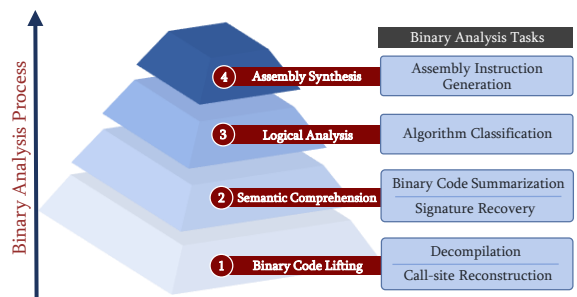 Binary Analysis Process
Binary Analysis Tasks
4 Assembly Synthesis
Assembly Instruction
Generation
3 Logical Analysis
Algorithm Classification
2 Semantic Comprehension
Binary Code Summarization
Signature Recovery
1 Binary Code Lifting
Decompilation
Call-site Reconstruction